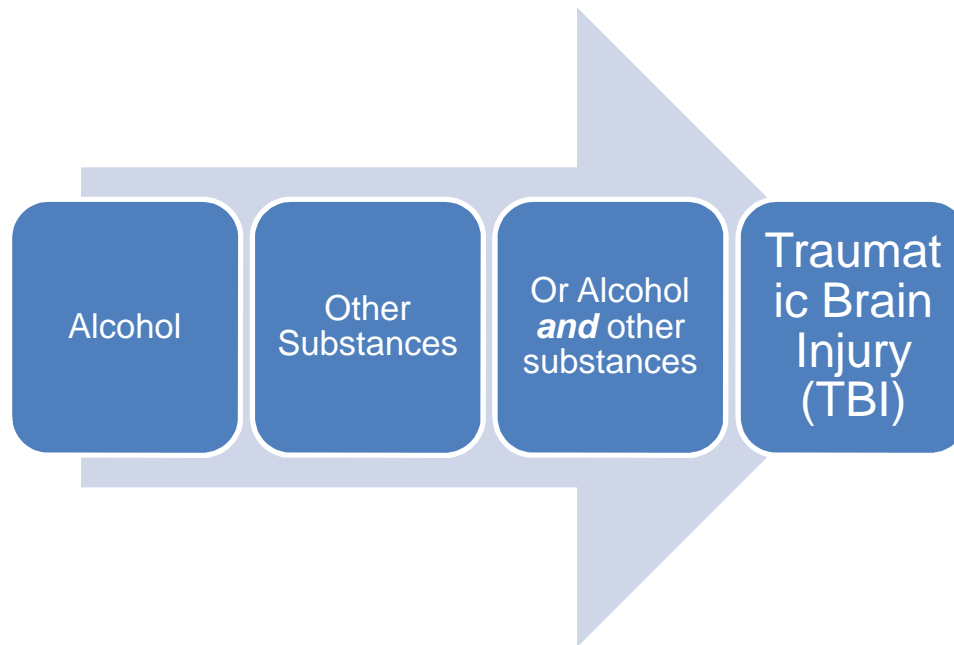 Alcohol
Other
Substances
Or Alcohol
and other
substances
Traumat
ic Brain
Injury
(TBI)